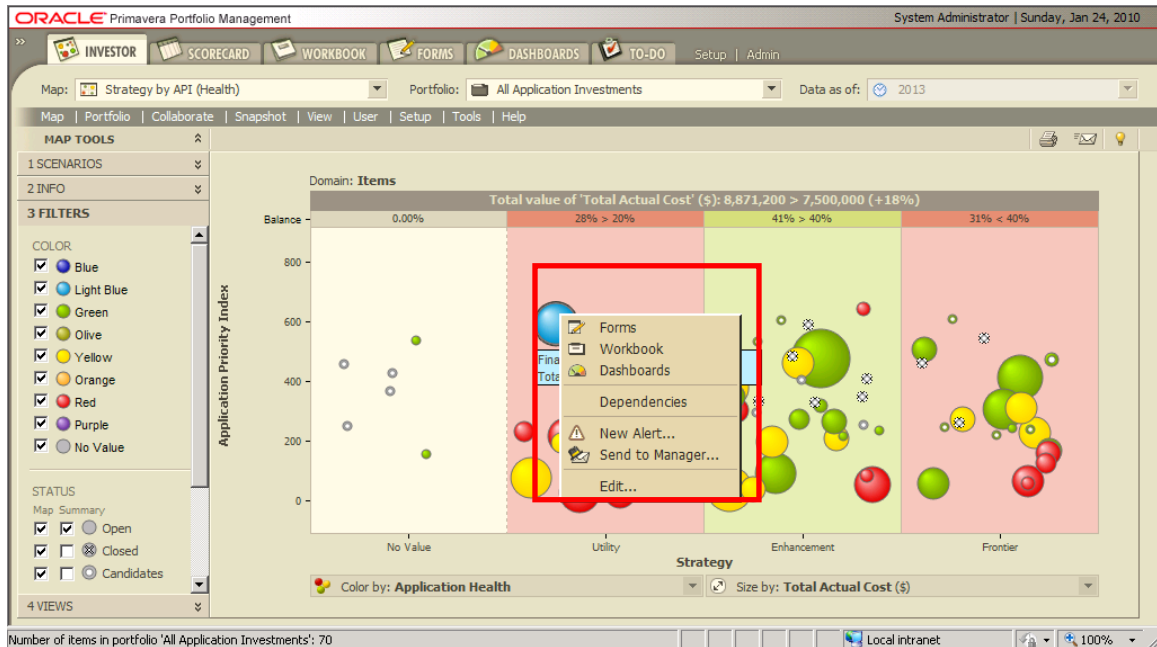 ORACLE Primavera Portfolio Management
System Administrator | Sunday, Jan 24, 2010
INVESTOR SCORECARD WORKBOOK FORMS DASHBOARDS TO-DO Setup | Admin
Map: Strategy by API (Health) Portfolio: All Application Investments Data as of: 2013
Map | Portfolio | Collaborate | Snapshot | View | User | Setup | Tools | Help
MAP TOOLS
1 SCENARIOS
2 INFO
3 FILTERS
COLOR
Blue
Light Blue
Green
Olive
Yellow
Orange
Red
Purple
No Value
STATUS
Map Summary
Open
Closed
Candidates
4 VIEWS
Domain: Items
Total value of 'Total Actual Cost' ($): 8,871,200 > 7,500,000 (+18%)
Balance 0.00% 28% > 20% 41% > 40% 31% < 40%
Application Priority Index
800
600
400
200
0
Fina
Tota
Forms
Workbook
Dashboards
Dependencies
New Alert...
Send to Manager...
Edit...
No Value Utility Enhancement Frontier
Strategy
Color by: Application Health Size by: Total Actual Cost ($)
Number of items in portfolio 'All Application Investments': 70 Local intranet 100%